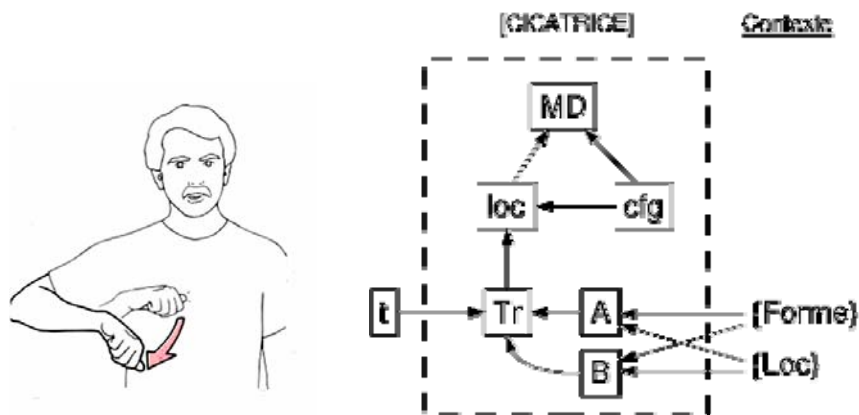 [CICATRICE] Contexte
MD
loc cfg
t Tr A {Forme}
B {Loc}